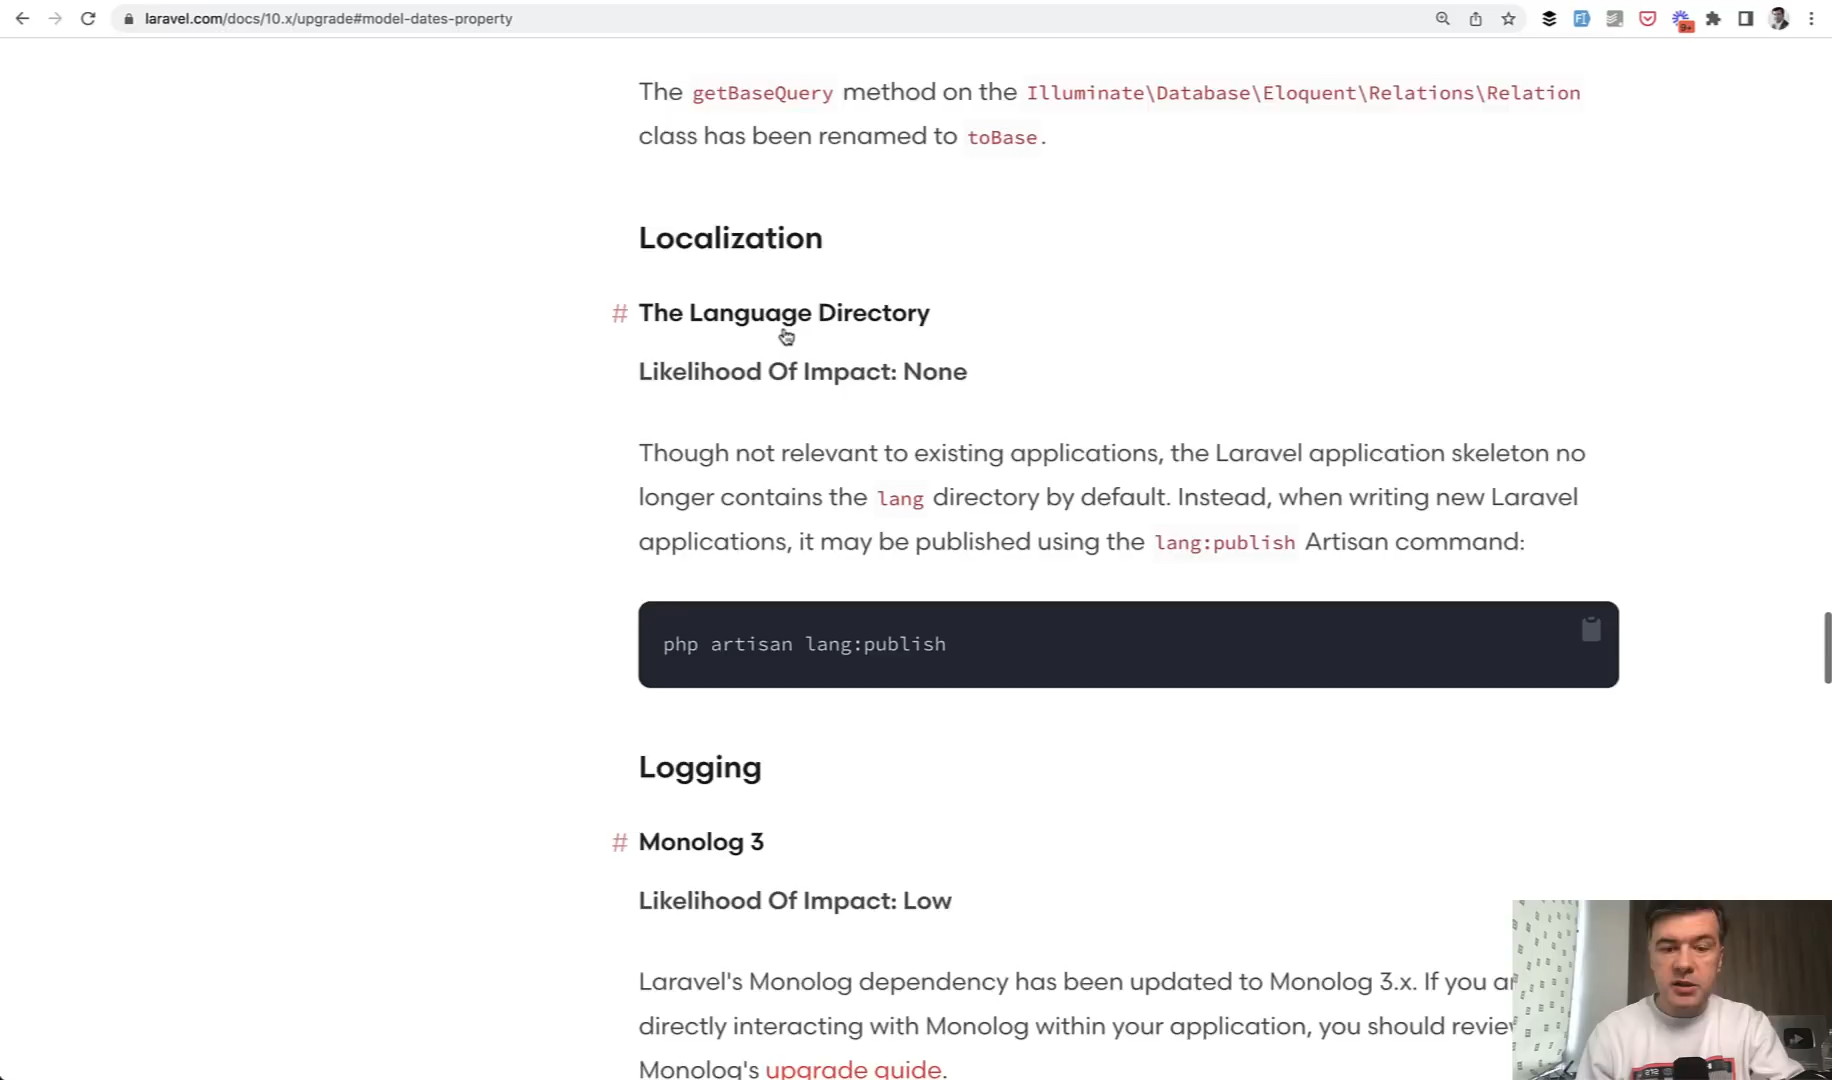 laravel.com/docs/10.x/upgrade#model-dates-property
9+
The getBaseQuery method on the Illuminate\Database\Eloquent\Relations\Relation
class has been renamed to toBase.
Localization
# The Language Directory
Likelihood Of Impact: None
Though not relevant to existing applications, the Laravel application skeleton no
longer contains the lang directory by default. Instead, when writing new Laravel
applications, it may be published using the lang:publish Artisan command:
php artisan lang:publish
Logging
# Monolog 3
Likelihood Of Impact: Low
Laravel's Monolog dependency has been updated to Monolog 3.x. If you
directly interacting with Monolog within your application, you should
Monolog's upgrade guide.